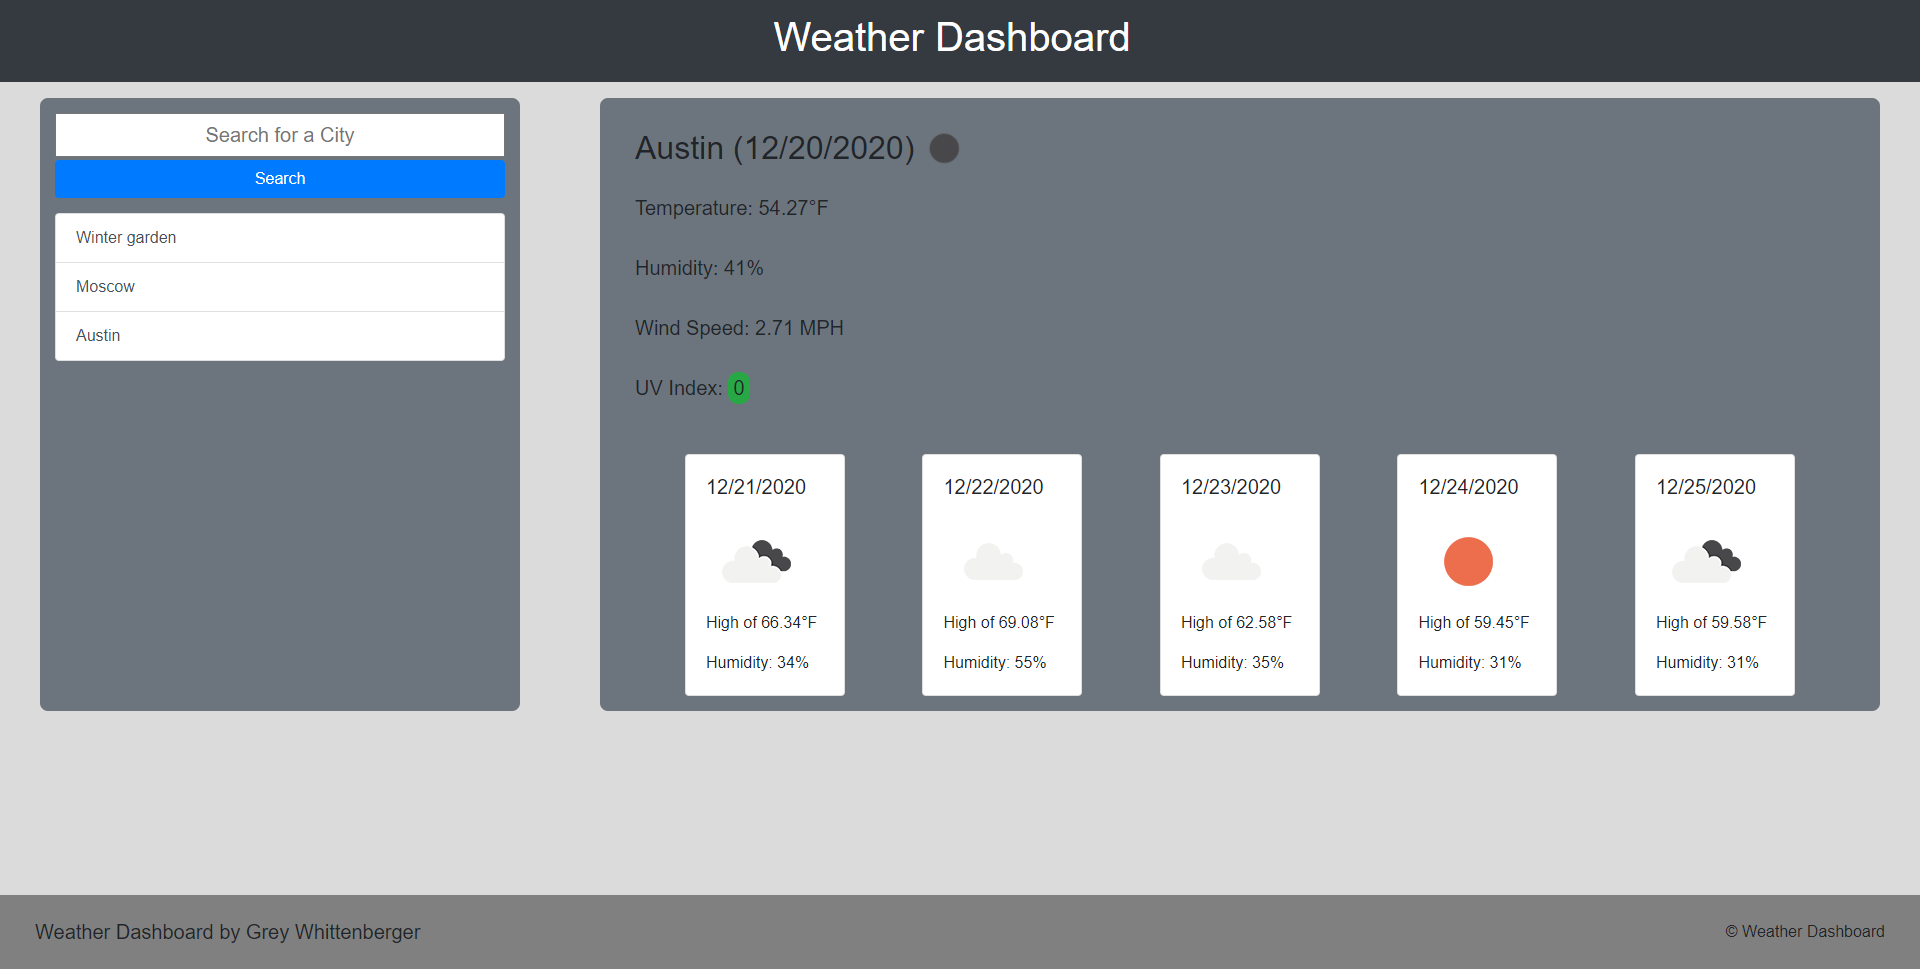 Weather Dashboard
Search for a City
Search
Winter garden
Moscow
Austin
Austin (12/20/2020)
Temperature: 54.27°F
Humidity: 41%
Wind Speed: 2.71 MPH
UV Index: 0
12/21/2020
High of 66.34°F
Humidity: 34%
12/22/2020
High of 69.08°F
Humidity: 55%
12/23/2020
High of 62.58°F
Humidity: 35%
12/24/2020
High of 59.45°F
Humidity: 31%
12/25/2020
High of 59.58°F
Humidity: 31%
Weather Dashboard by Grey Whittenberger
© Weather Dashboard